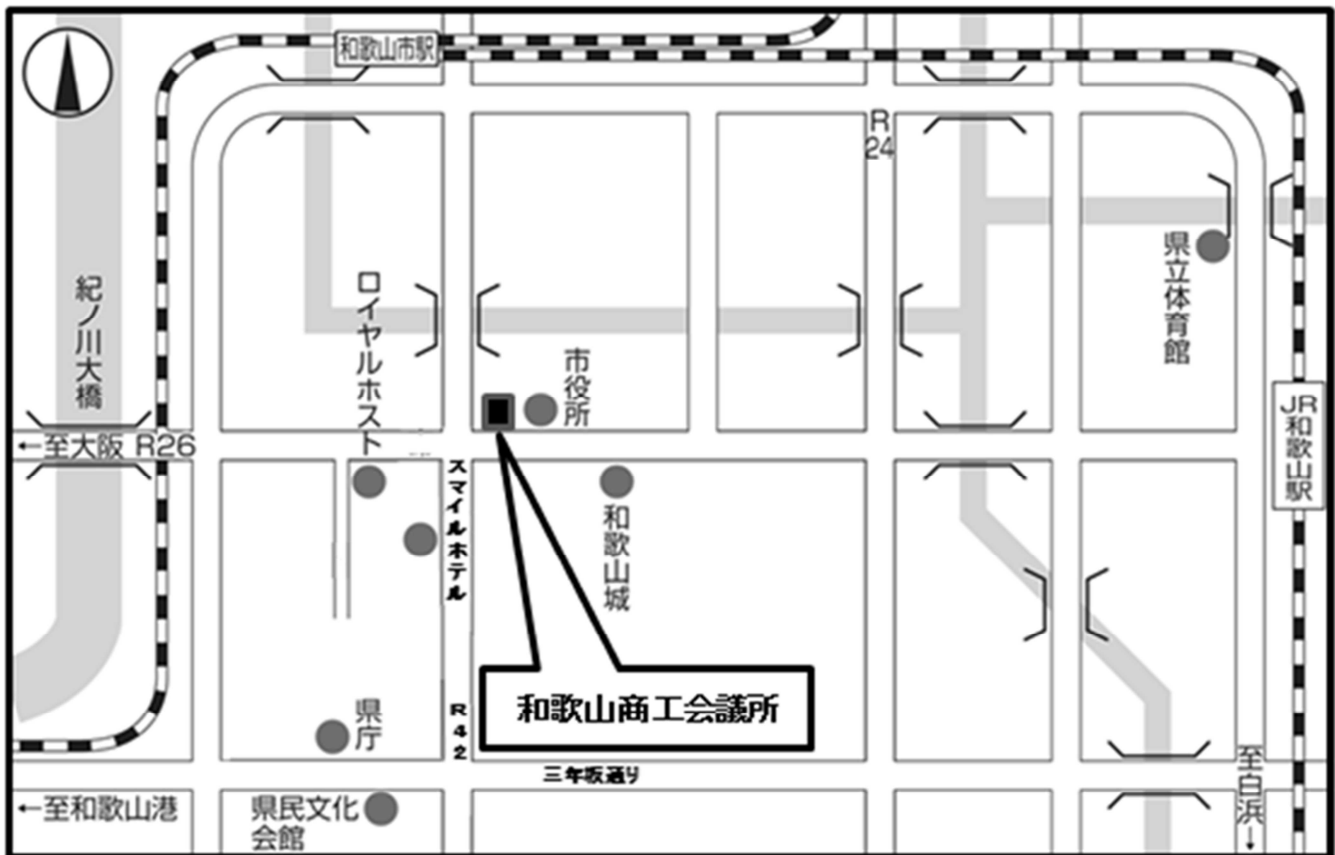 和歌山市駅
R
24
紀ノ川大橋
ロイヤルホスト
市役所
県立体育館
←至大阪 R26
JR和歌山駅
スマイルホテル
和歌山城
和歌山商工会議所
県庁
R42
三年坂通り
←至和歌山港
県民文化
会館
至白浜→